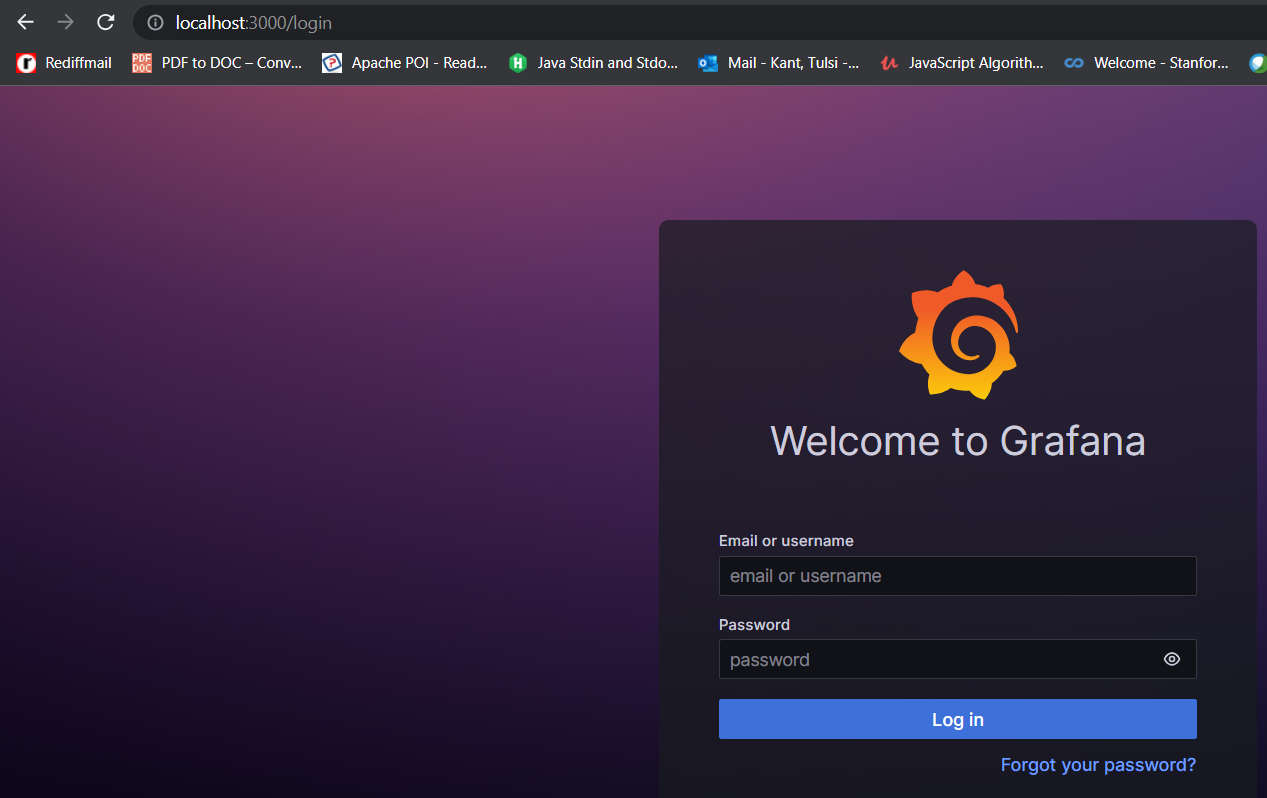 localhost:3000/login
Rediffmail PDF to DOC – Conv... Apache POI - Read... Java Stdin and Stdo... Mail - Kant, Tulsi -... JavaScript Algorith... Welcome - Stanfor...
Welcome to Grafana
Email or username
email or username
Password
password
Log in
Forgot your password?